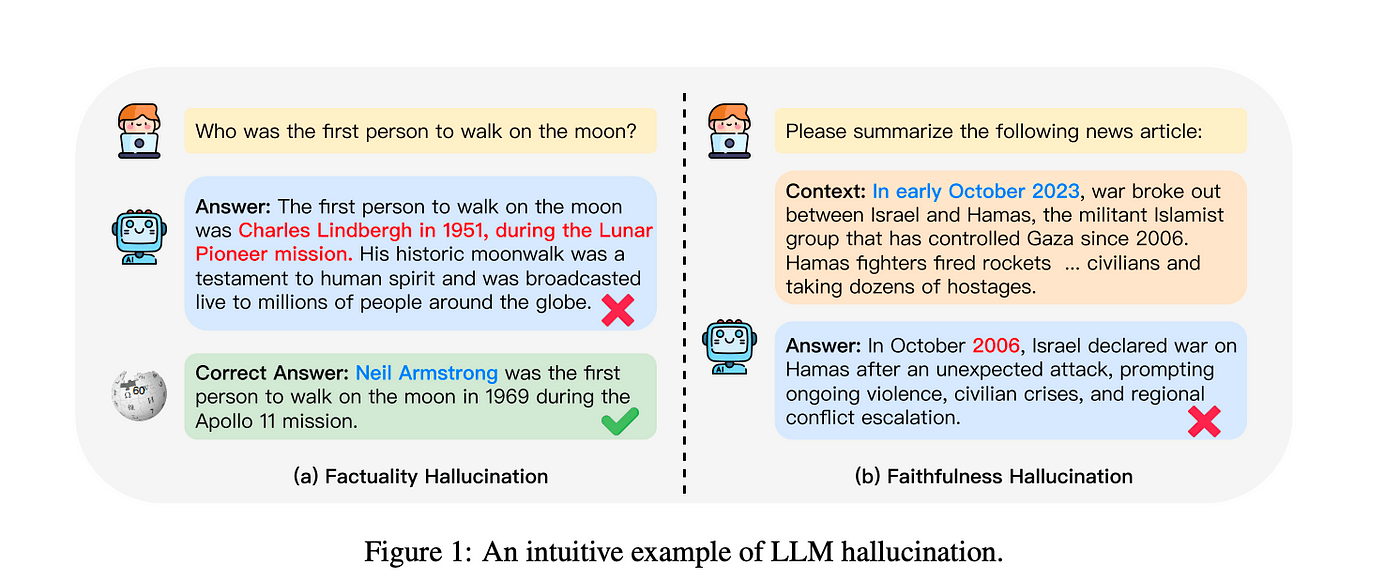 Who was the first person to walk on the moon?
Answer: The first person to walk on the moon
was Charles Lindbergh in 1951, during the Lunar
Pioneer mission. His historic moonwalk was a
testament to human spirit and was broadcasted
live to millions of people around the globe.
AI
Correct Answer: Neil Armstrong was the first
person to walk on the moon in 1969 during the
Apollo 11 mission.
(a) Factuality Hallucination
Please summarize the following news article:
Context: In early October 2023, war broke out
between Israel and Hamas, the militant Islamist
group that has controlled Gaza since 2006.
Hamas fighters fired rockets ... civilians and
taking dozens of hostages.
Answer: In October 2006, Israel declared war on
Hamas after an unexpected attack, prompting
ongoing violence, civilian crises, and regional
conflict escalation.
AI
(b) Faithfulness Hallucination
Figure 1: An intuitive example of LLM hallucination.